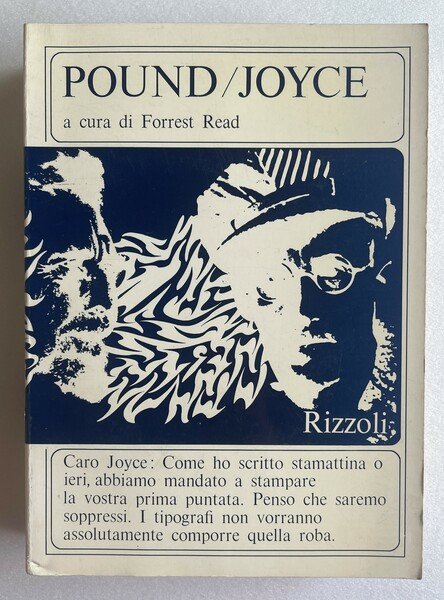 POUND/JOYCE
a cura di Forrest Read
Rizzoli
Caro Joyce: Come ho scritto stamattina o
ieri, abbiamo mandato a stampare
la vostra prima puntata. Penso che saremo
soppressi. I tipografi non vorranno
assolutamente comporre quella roba.